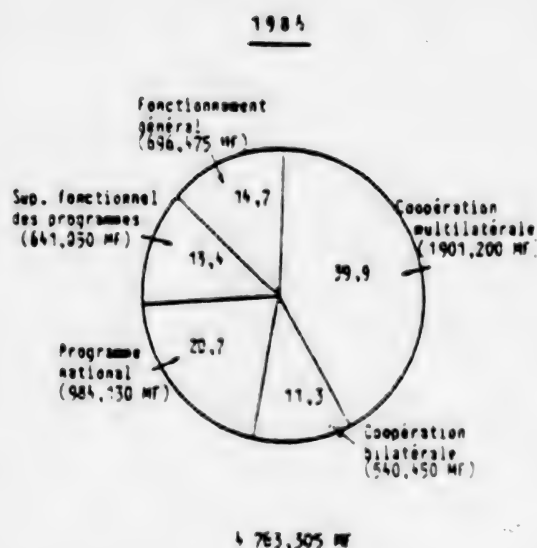 1984
Fonctionnament
général
(696,475 MF)
14,7
Sup. fonctionnel
des programmes
(641,050 MF)
13,4
Coopération
multilatérale
(1901,200 MF)
39,9
Programme
national
(984,130 MF)
20,7
11,3
Coopération
bilatérale
(540,450 MF)
4 763,305 MF